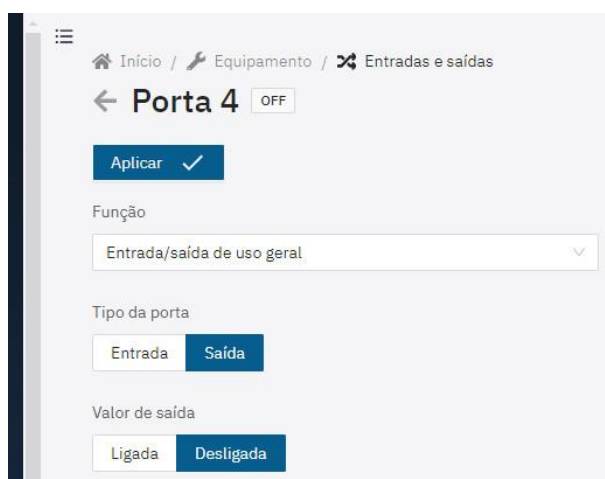 Início / Equipamento / Entradas e saídas
Porta 4 OFF
Aplicar
Função
Entrada/saída de uso geral
Tipo da porta
Entrada Saída
Valor de saída
Ligada Desligada